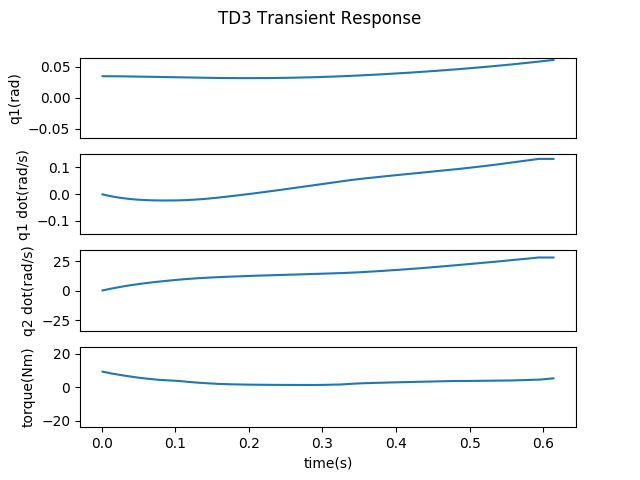 TD3 Transient Response
q1(rad)
0.05
0.00
−0.05
q1 dot(rad/s)
0.1
0.0
−0.1
q2 dot(rad/s)
25
0
−25
torque(Nm)
20
0
−20
0.0 0.1 0.2 0.3 0.4 0.5 0.6
time(s)